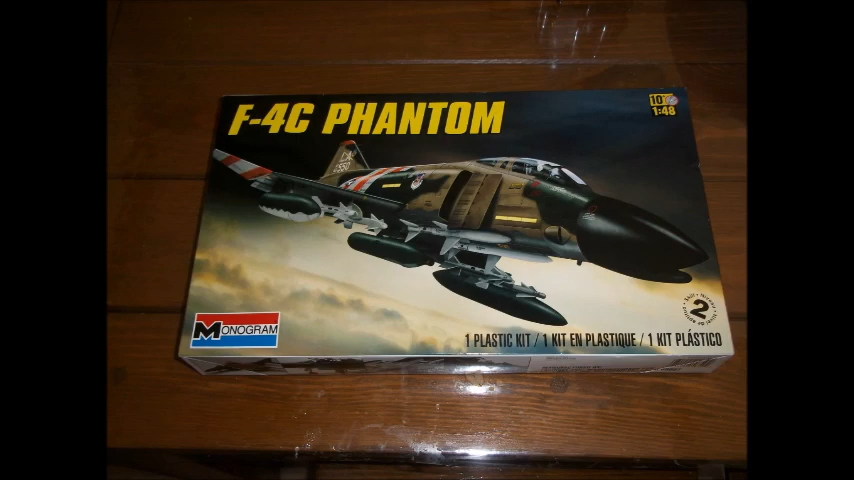 F-4C PHANTOM
10
1:48
MONOGRAM
2
1 PLASTIC KIT / 1 KIT EN PLASTIQUE / 1 KIT PLÁSTICO